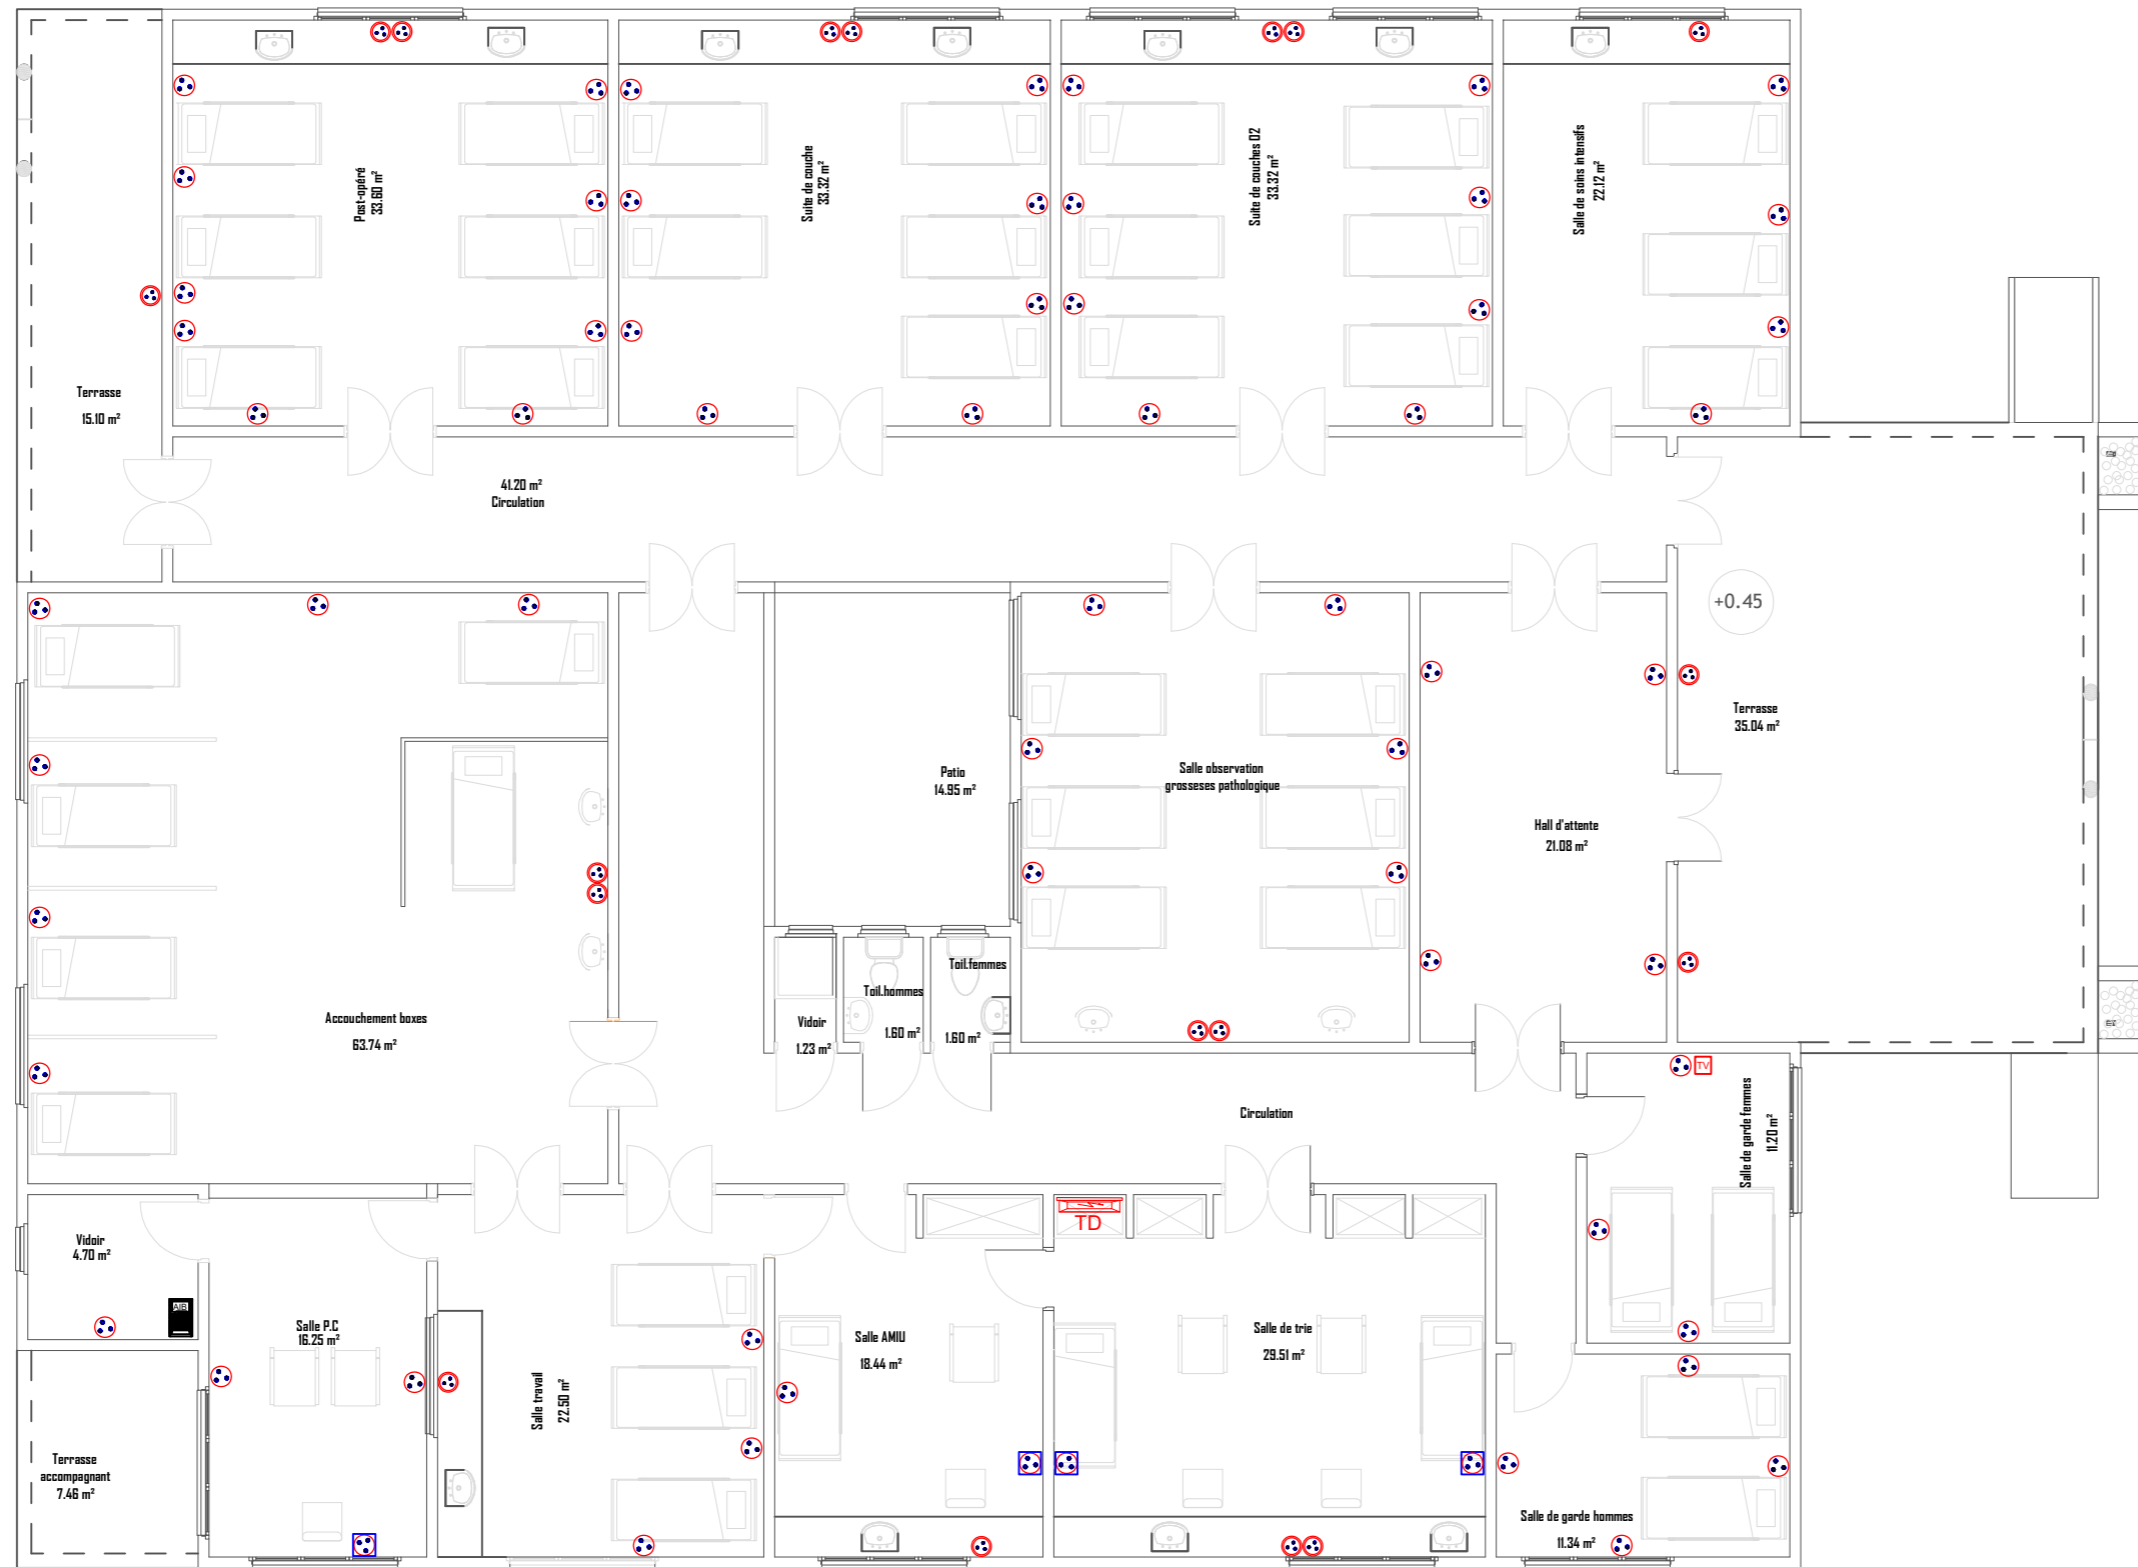 Post-opéré
33.60 m²
Suite de couche
33.32 m²
Suite de couches 02
33.32 m²
Salle de soins intensifs
22.12 m²
Terrasse
15.10 m²
41.20 m²
Circulation
+0.45
Terrasse
35.04 m²
Patio
14.95 m²
Salle observation
grosseses pathologique
Hall d'attente
21.08 m²
Accouchement boxes
63.74 m²
Vidoir
1.23 m²
Toil.hommes
1.60 m²
Toil.femmes
1.60 m²
Circulation
TV
Salle de garde femmes
11.20 m²
TD
Vidoir
4.70 m²
Salle P.C
16.25 m²
Salle travail
22.50 m²
Salle AMIU
18.44 m²
Salle de trie
29.51 m²
Terrasse
accompagnant
7.46 m²
Salle de garde hommes
11.34 m²